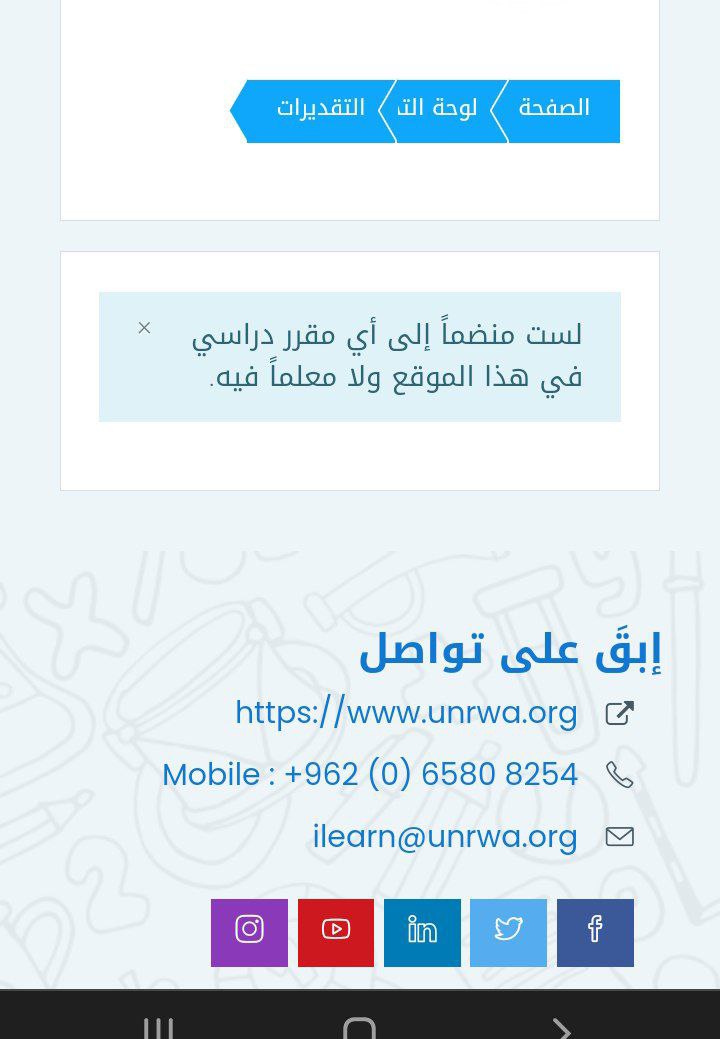 الصفحة
لوحة الت
التقديرات
×
لست منضماً إلى أي مقرر دراسي
في هذا الموقع ولا معلماً فيه.
إبقَ على تواصل
https://www.unrwa.org
Mobile : +962 (0) 6580 8254
ilearn@unrwa.org